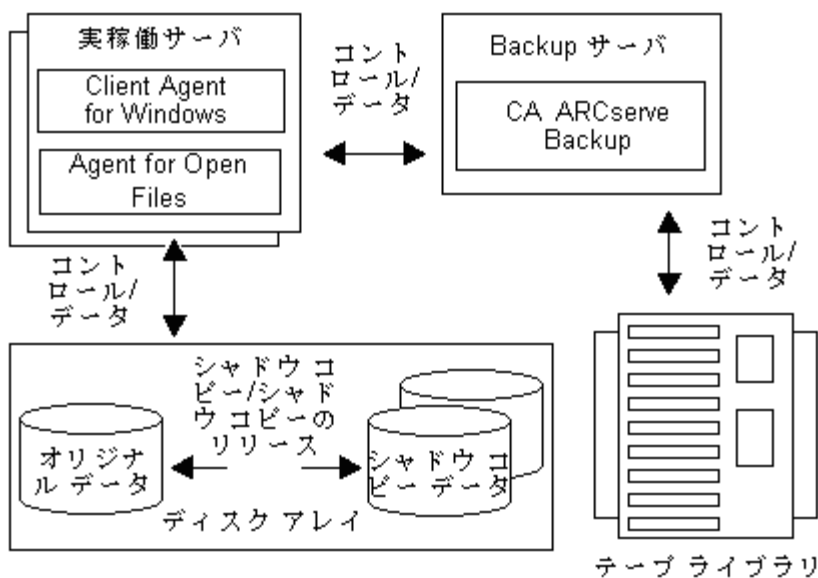 実稼働サーバ
Client Agent
for Windows
Agent for Open
Files
コント
ロール/
データ
Backup サーバ
CA ARCserve
Backup
コント
ロール/
データ
コント
ロール/
データ
シャドウ コ
ピー/シャド
ウ コピーの
リリース
オリジナ
ル データ
シャドウ コ
ピー データ
ディスク アレイ
テープ ライブラリ